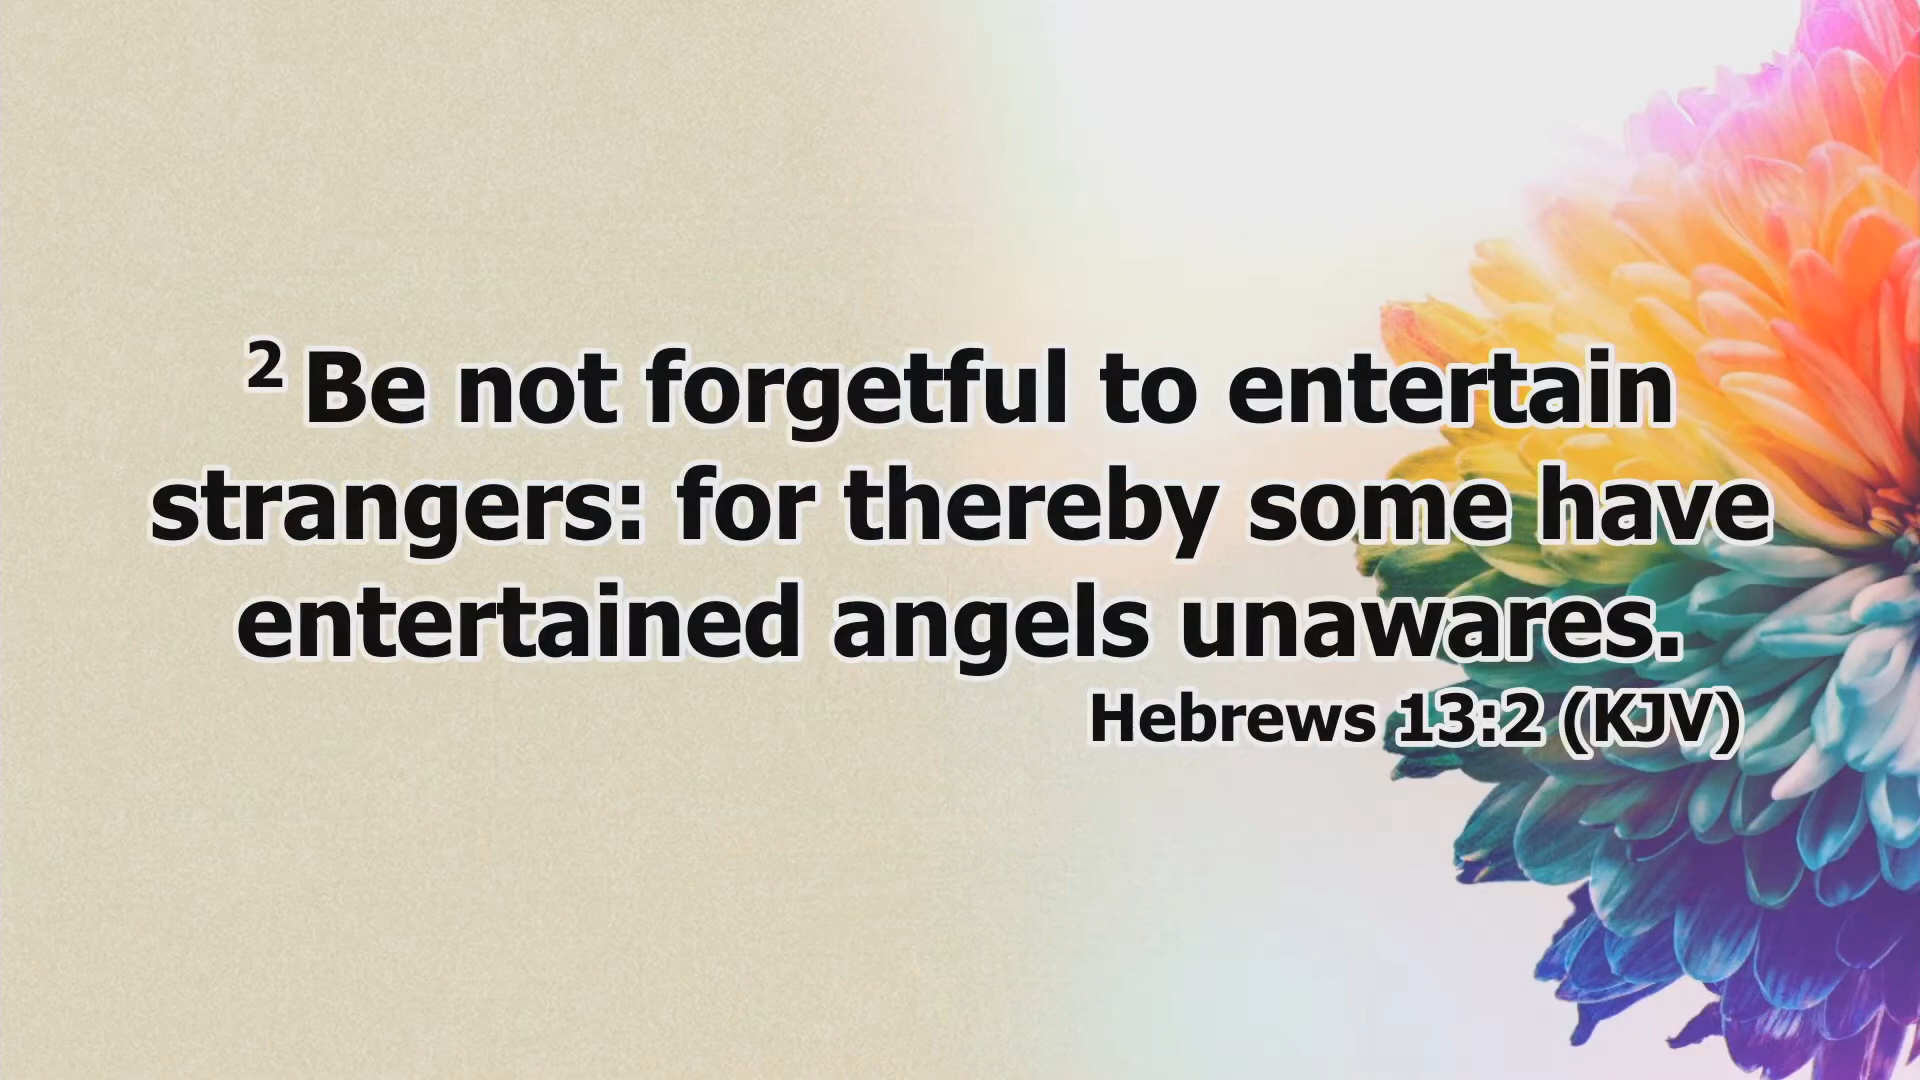 2 Be not forgetful to entertain
strangers: for thereby some have
entertained angels unawares.
Hebrews 13:2 (KJV)